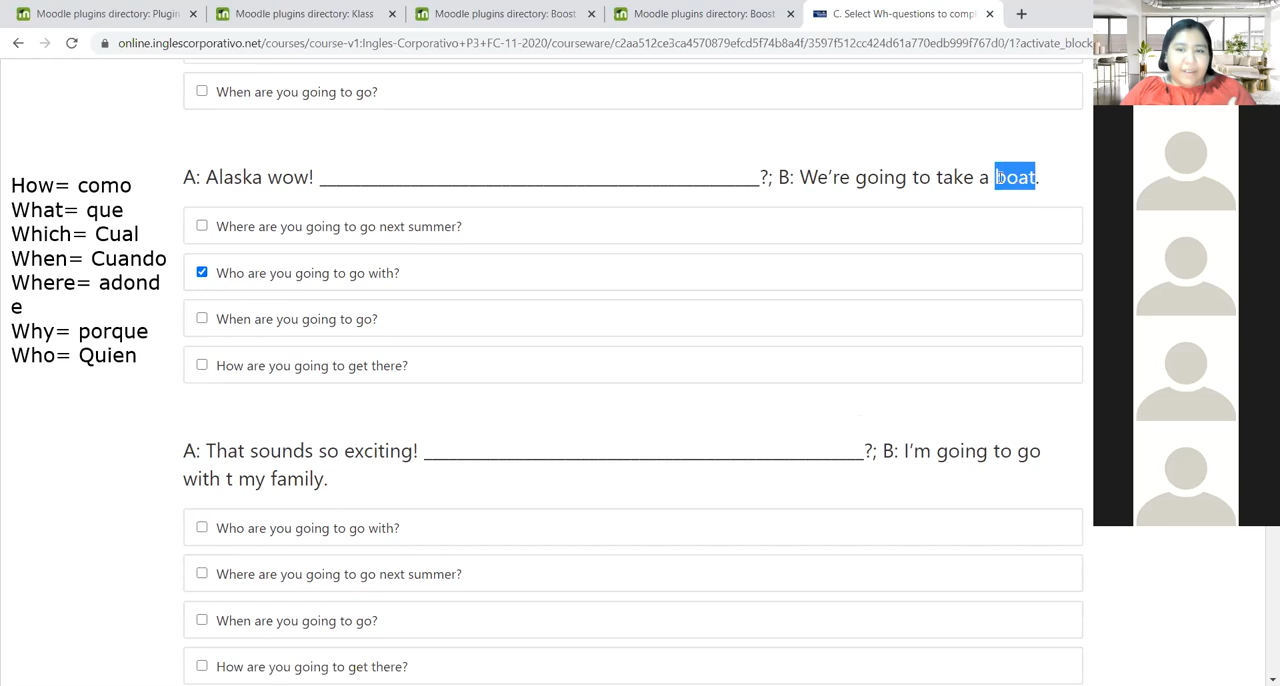 Moodle plugins directory: Plugin
Moodle plugins directory: Klass
Moodle plugins directory: Boost
Moodle plugins directory: Boost
C. Select Wh-questions to compl
online.inglescorporativo.net/courses/course-v1:Ingles-Corporativo+P3+FC-11-2020/courseware/c2aa512ce3ca4570879efcd5f74b8a4f/3597f512cc424d61a770edb999f767d0/1?activate_block
When are you going to go?
How= como
What= que
Which= Cual
When= Cuando
Where= adond
e
Why= porque
Who= Quien
A: Alaska wow! ______________________________________________________?; B: We’re going to take a boat.
Where are you going to go next summer?
Who are you going to go with?
When are you going to go?
How are you going to get there?
A: That sounds so exciting! ______________________________________________________?; B: I’m going to go
with t my family.
Who are you going to go with?
Where are you going to go next summer?
When are you going to go?
How are you going to get there?